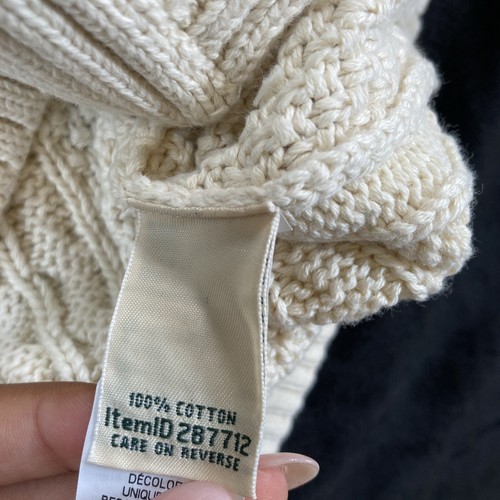 100% COTTON
ItemID 287712
CARE ON REVERSE
DÉCOLOR
UNIQUE